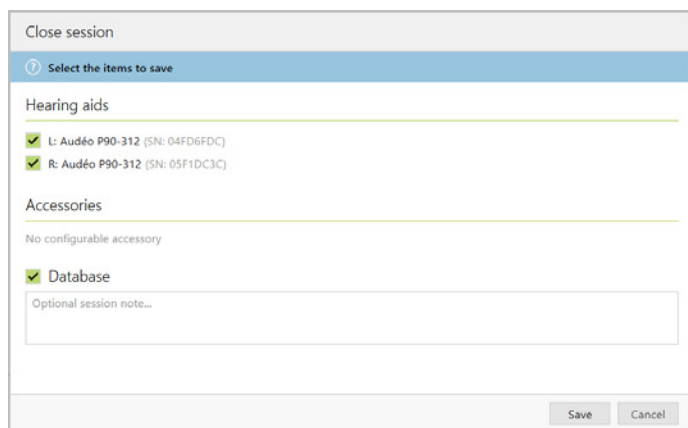 Close session
Select the items to save
Hearing aids
L: Audéo P90-312 (SN: 04FD6FDC)
R: Audéo P90-312 (SN: 05F1DC3C)
Accessories
No configurable accessory
Database
Optional session note...
Save Cancel